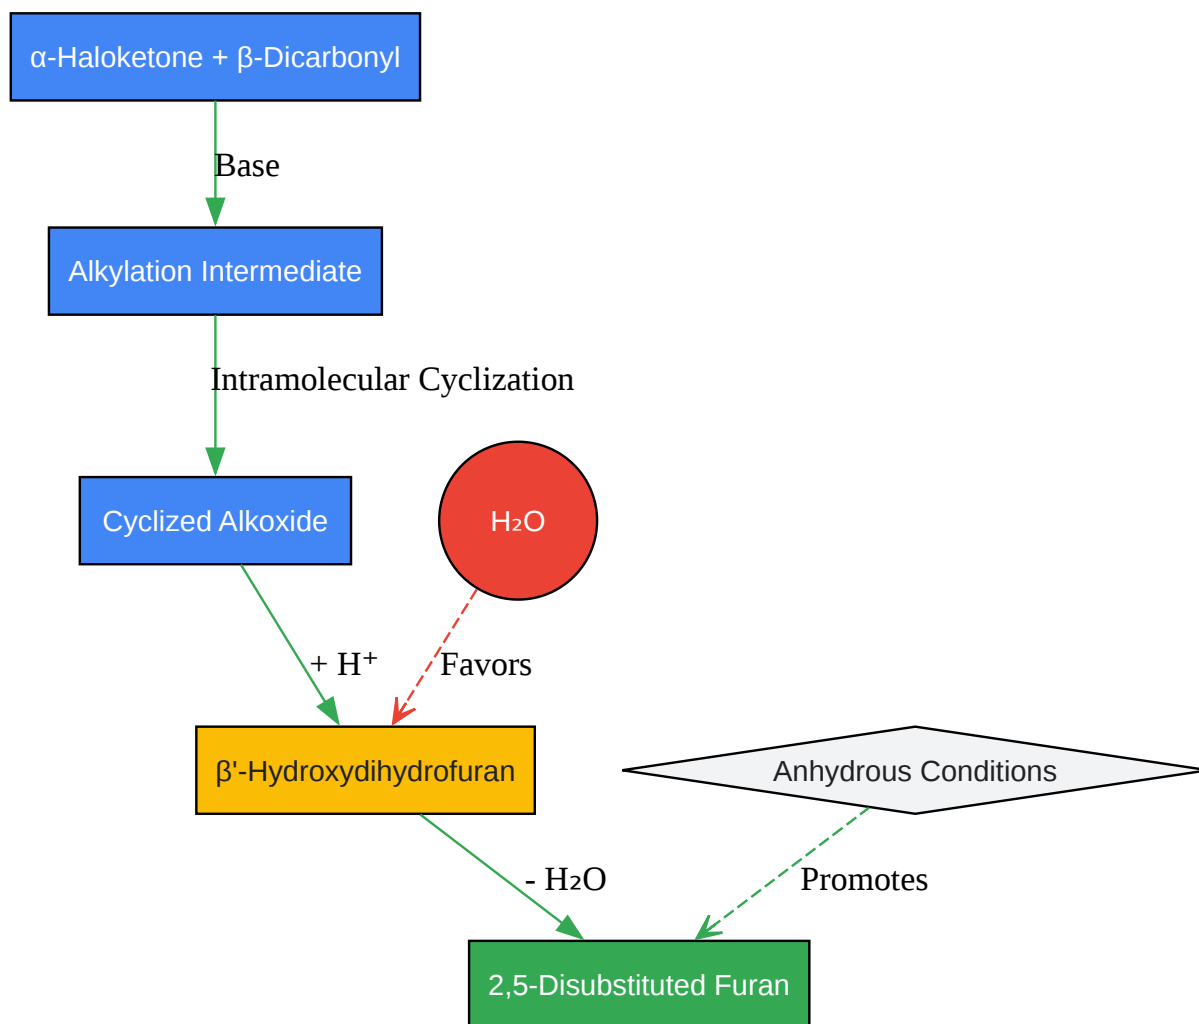 α-Haloketone + β-Dicarbonyl
Base
Alkylation Intermediate
Intramolecular Cyclization
Cyclized Alkoxide
H₂O
+ H⁺
Favors
β'-Hydroxydihydrofuran
Anhydrous Conditions
- H₂O
Promotes
2,5-Disubstituted Furan